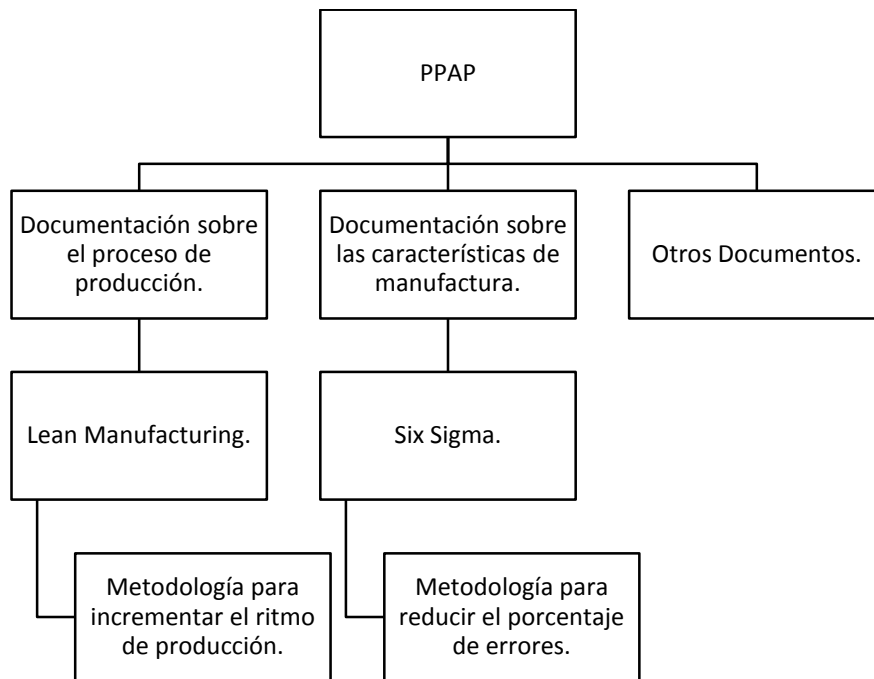 PPAP
Documentación sobre
el proceso de
producción.
Documentación sobre
las características de
manufactura.
Otros Documentos.
Lean Manufacturing.
Six Sigma.
Metodología para
incrementar el ritmo
de producción.
Metodología para
reducir el porcentaje
de errores.